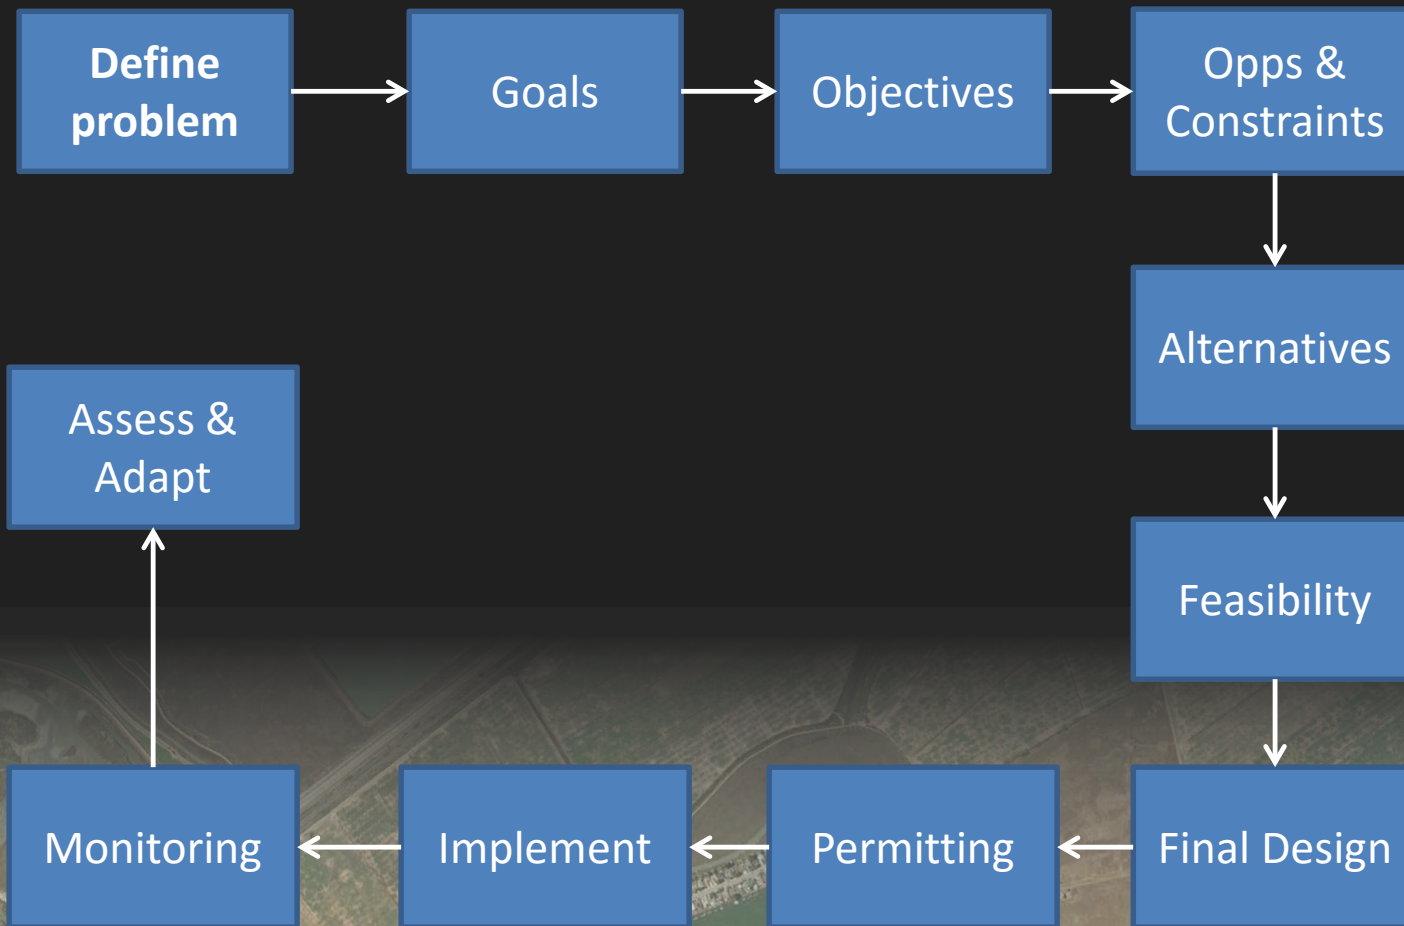 Define
problem
Goals
Objectives
Opps &
Constraints
Alternatives
Feasibility
Final Design
Permitting
Implement
Monitoring
Assess &
Adapt